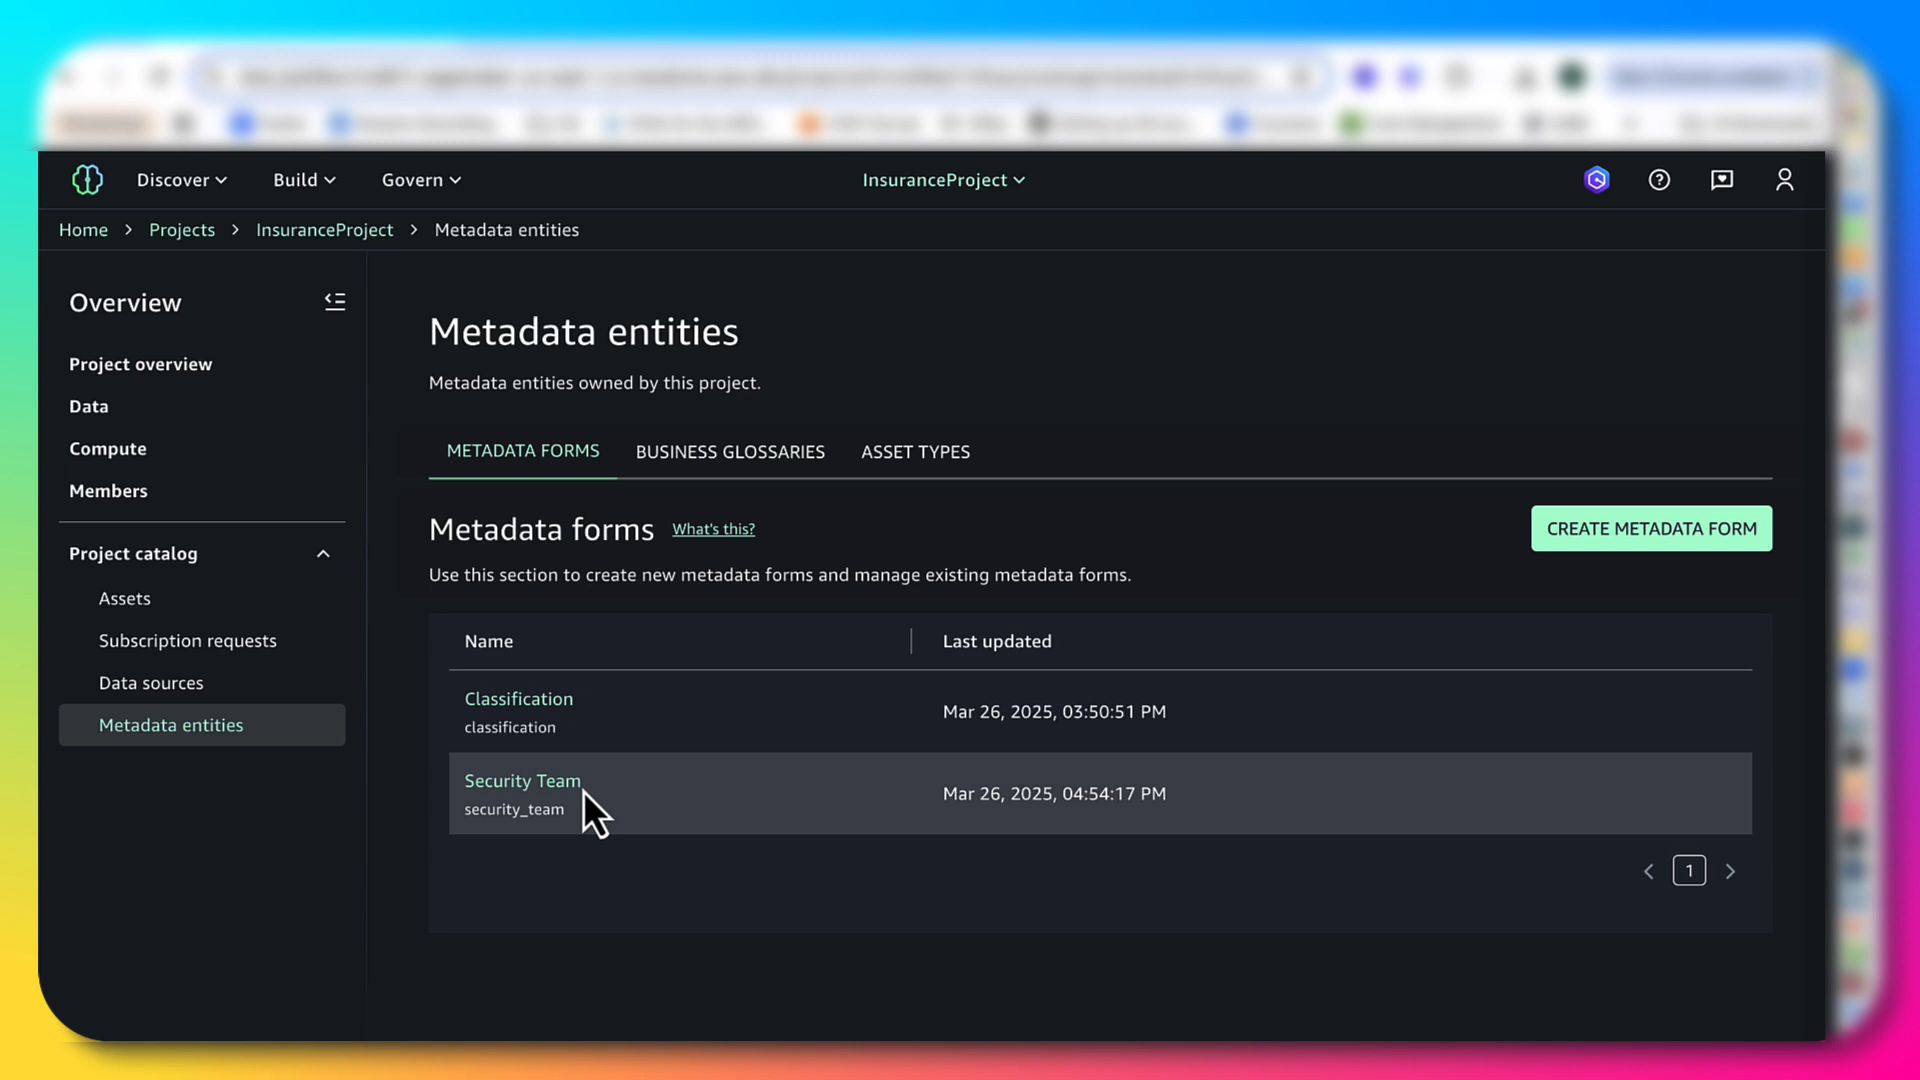 Discover
Build
Govern
InsuranceProject
Home > Projects > InsuranceProject > Metadata entities
Overview
Project overview
Data
Compute
Members
Project catalog
Assets
Subscription requests
Data sources
Metadata entities
Metadata entities
Metadata entities owned by this project.
METADATA FORMS
BUSINESS GLOSSARIES
ASSET TYPES
Metadata forms What's this?
CREATE METADATA FORM
Use this section to create new metadata forms and manage existing metadata forms.
Name
Last updated
Classification
classification
Mar 26, 2025, 03:50:51 PM
Security Team
security_team
Mar 26, 2025, 04:54:17 PM
1